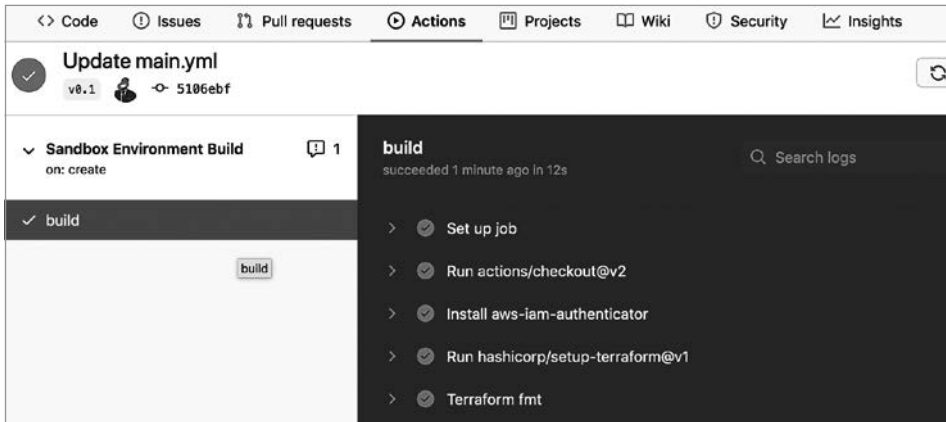 Code Issues Pull requests Actions Projects Wiki Security Insights
Update main.yml
v0.1 5106ebf
Sandbox Environment Build 1
on: create
build
build
build
succeeded 1 minute ago in 12s
Search logs
Set up job
Run actions/checkout@v2
Install aws-iam-authenticator
Run hashicorp/setup-terraform@v1
Terraform fmt